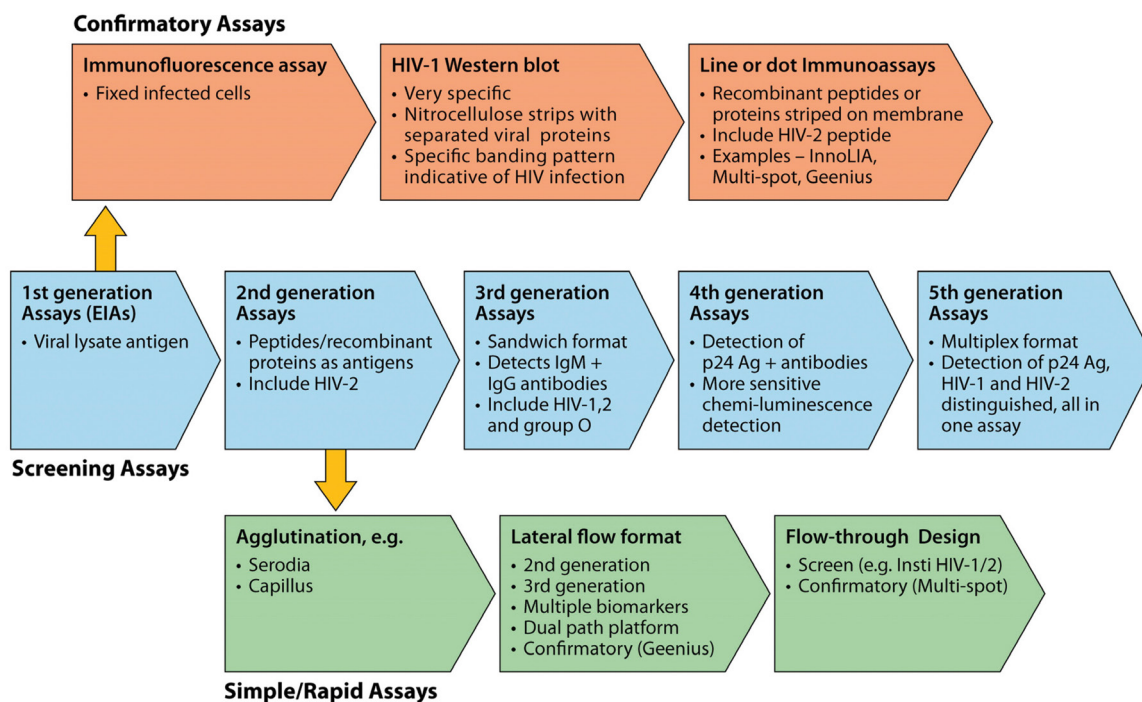 Confirmatory Assays
Immunofluorescence assay
• Fixed infected cells
HIV-1 Western blot
• Very specific
• Nitrocellulose strips with
separated viral proteins
• Specific banding pattern
indicative of HIV infection
Line or dot Immunoassays
• Recombinant peptides or
proteins striped on membrane
• Include HIV-2 peptide
• Examples – InnoLIA,
Multi-spot, Geenius
1st generation
Assays (EIAs)
• Viral lysate antigen
2nd generation
Assays
• Peptides/recombinant
proteins as antigens
• Include HIV-2
3rd generation
Assays
• Sandwich format
• Detects IgM +
IgG antibodies
• Include HIV-1,2
and group O
4th generation
Assays
• Detection of
p24 Ag + antibodies
• More sensitive
chemi-luminescence
detection
5th generation
Assays
• Multiplex format
• Detection of p24 Ag,
HIV-1 and HIV-2
distinguished, all in
one assay
Screening Assays
Agglutination, e.g.
• Serodia
• Capillus
Lateral flow format
• 2nd generation
• 3rd generation
• Multiple biomarkers
• Dual path platform
• Confirmatory (Geenius)
Flow-through Design
• Screen (e.g. Insti HIV-1/2)
• Confirmatory (Multi-spot)
Simple/Rapid Assays